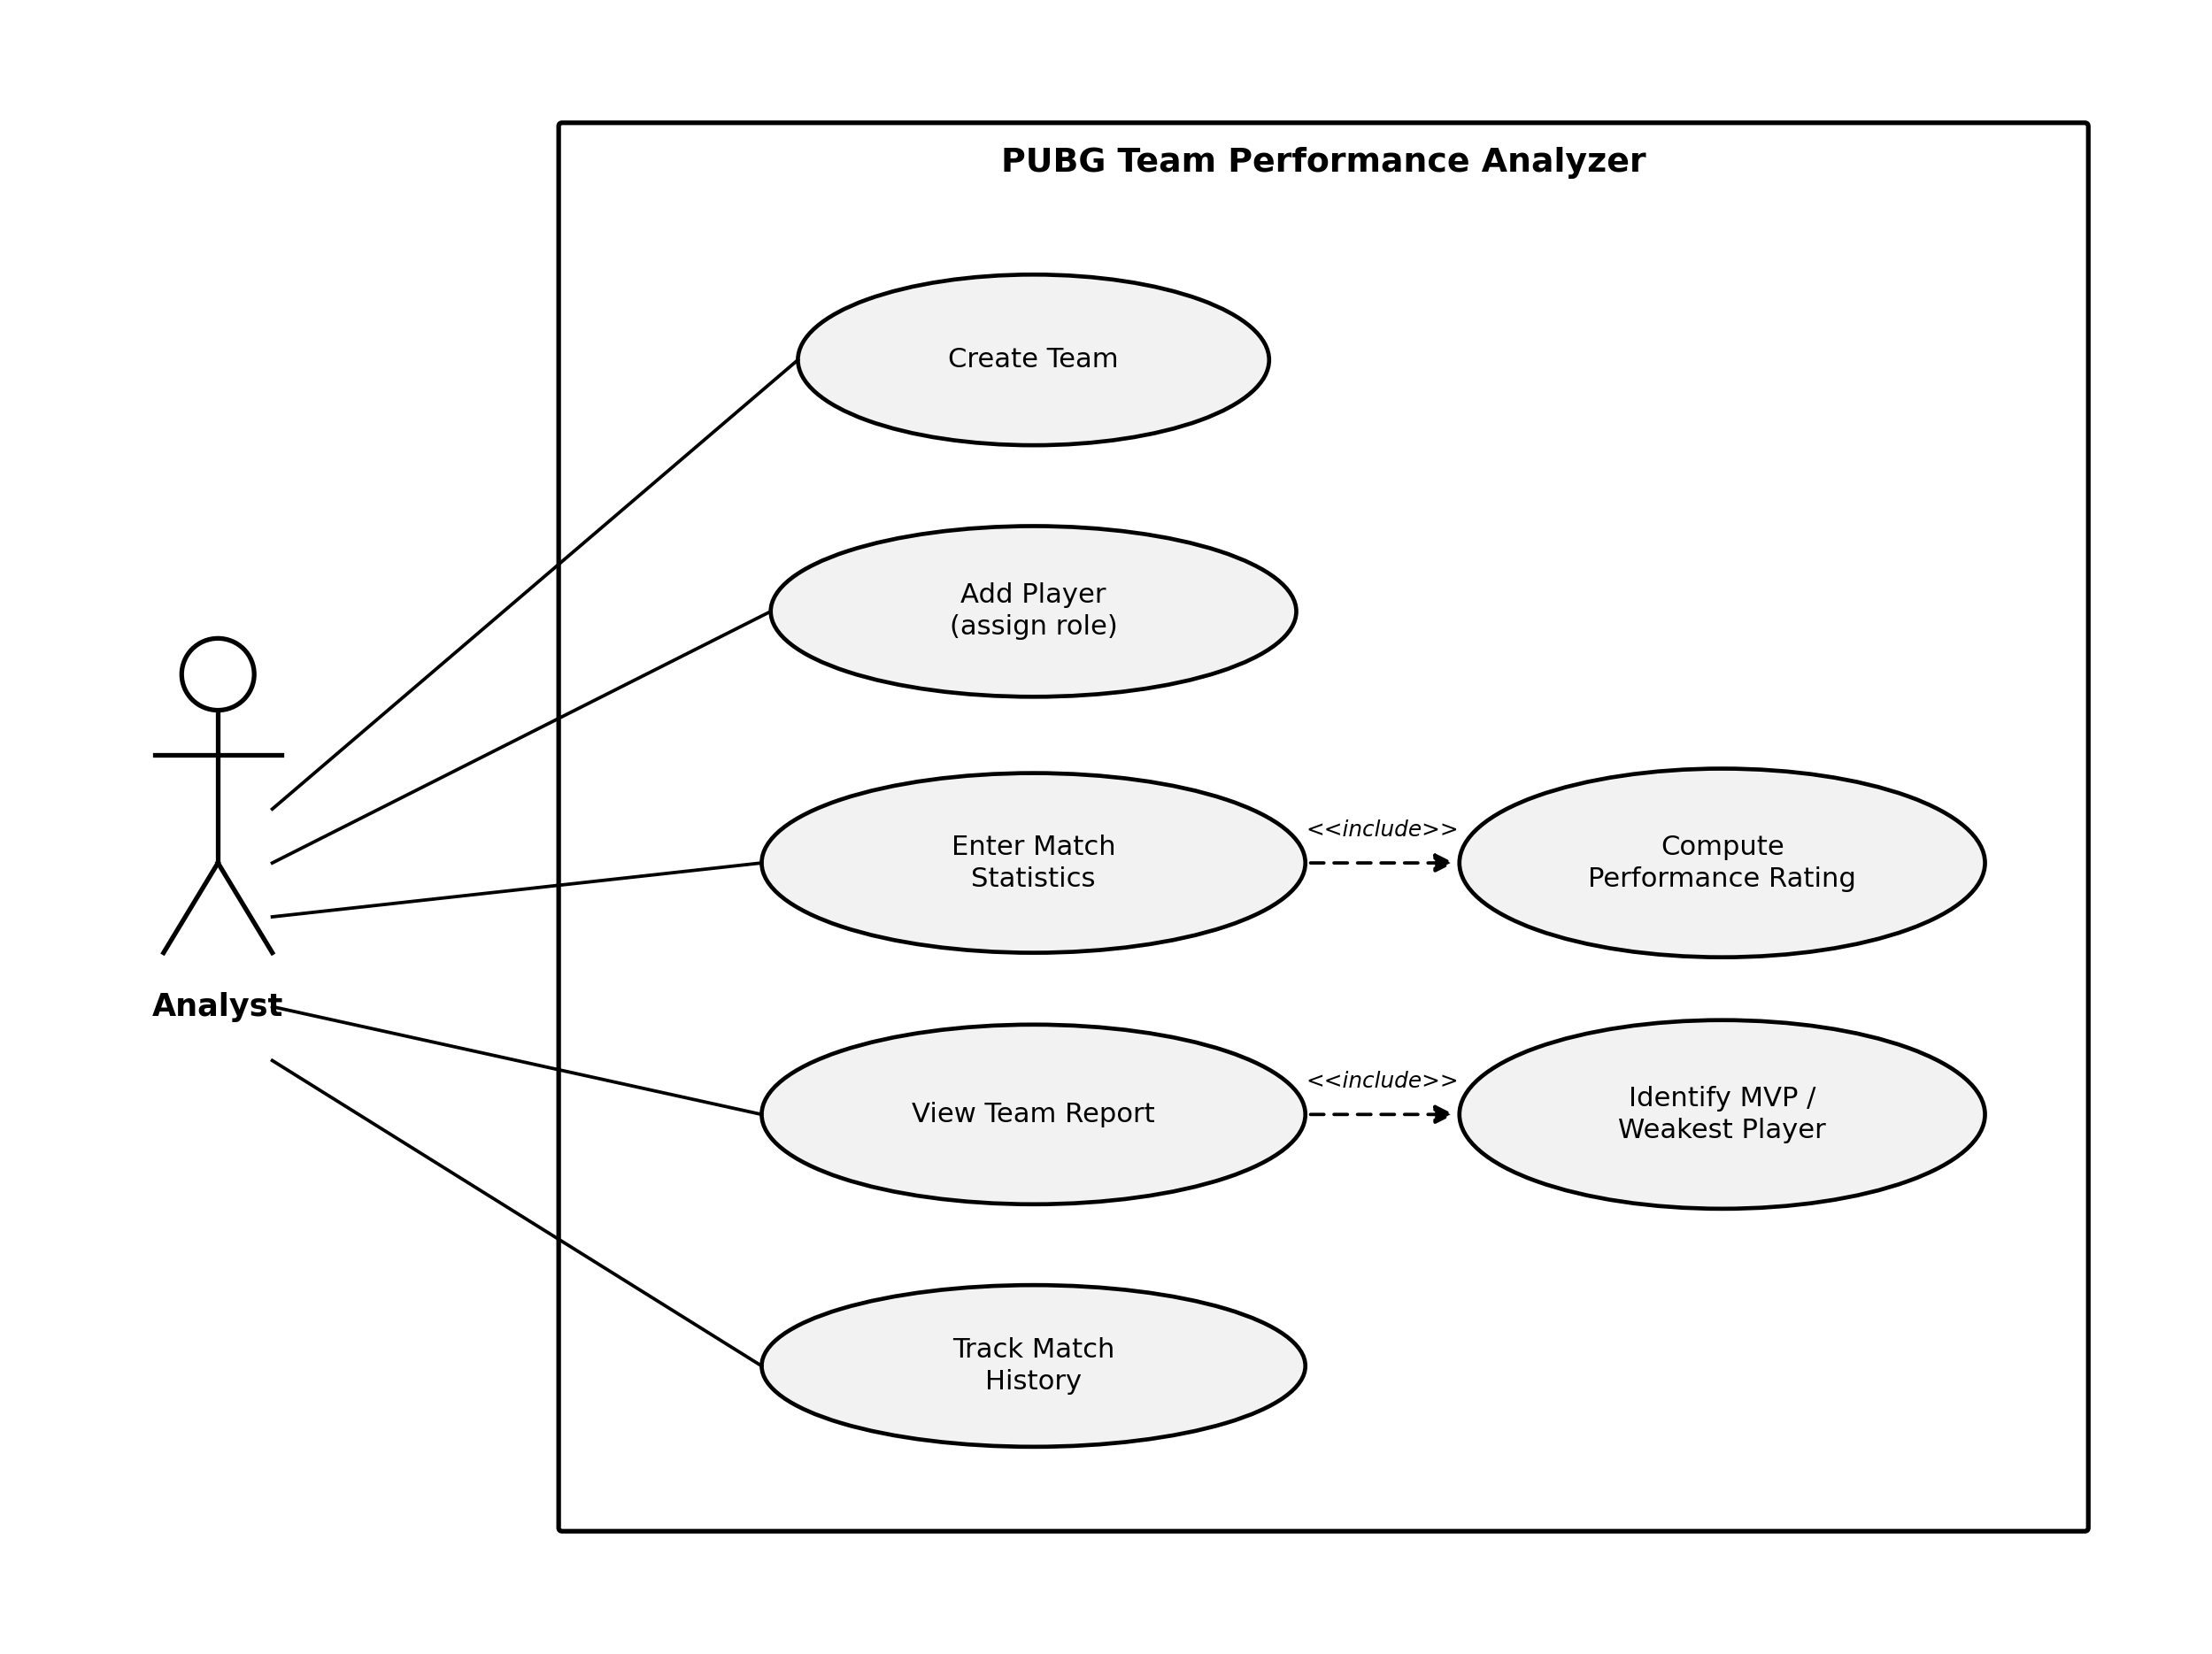 PUBG Team Performance Analyzer
Create Team
Add Player
(assign role)
Enter Match
Statistics
<<include>>
Compute
Performance Rating
Analyst
View Team Report
<<include>>
Identify MVP /
Weakest Player
Track Match
History